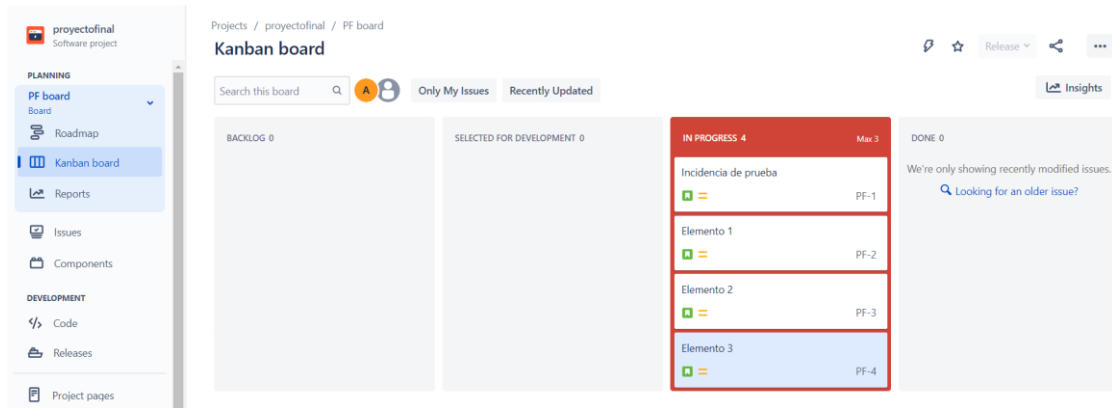 proyectofinal
Software project
PLANNING
PF board
Board
Roadmap
Kanban board
Reports
Issues
Components
DEVELOPMENT
Code
Releases
Project pages
Projects / proyectofinal / PF board
Kanban board
Release
Search this board
A
Only My Issues
Recently Updated
Insights
BACKLOG 0
SELECTED FOR DEVELOPMENT 0
IN PROGRESS 4
Max 3
Incidencia de prueba
PF-1
Elemento 1
PF-2
Elemento 2
PF-3
Elemento 3
PF-4
DONE 0
We're only showing recently modified issues.
Looking for an older issue?